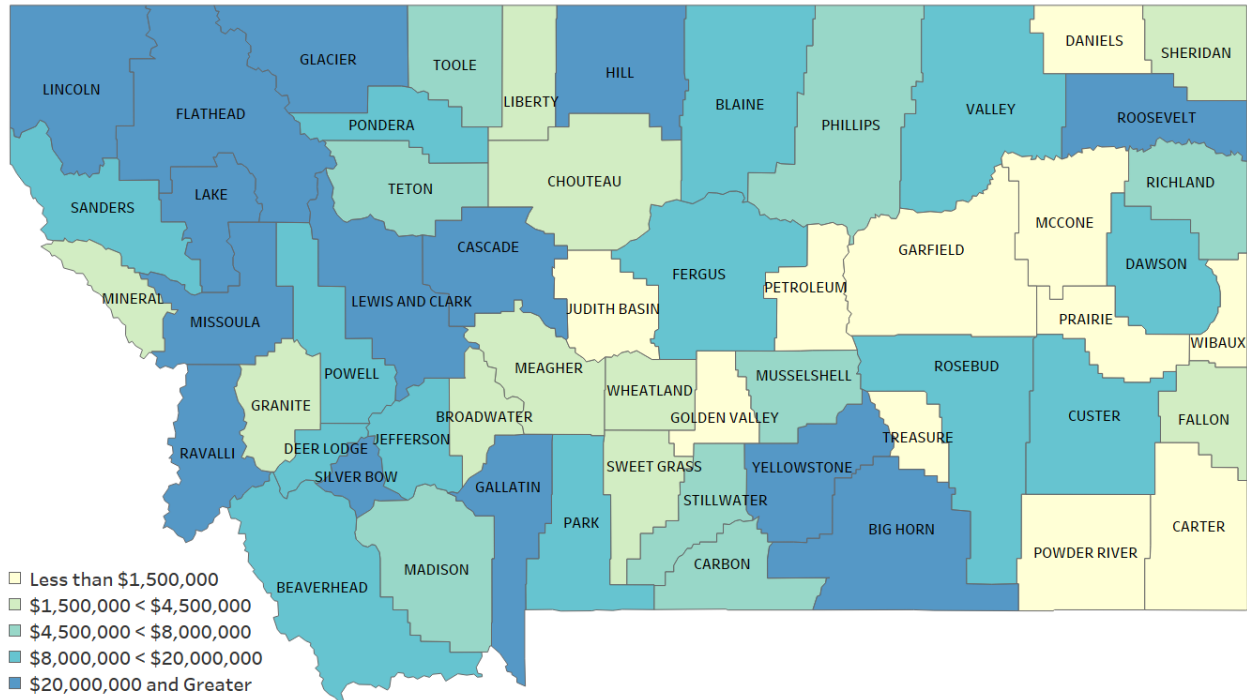 DANIELS
SHERIDAN
GLACIER
TOOLE
HILL
LINCOLN
LIBERTY
BLAINE
VALLEY
FLATHEAD
ROOSEVELT
PONDERA
PHILLIPS
CHOUTEAU
RICHLAND
TETON
LAKE
SANDERS
MCCONE
CASCADE
GARFIELD
DAWSON
FERGUS
PETROLEUM
MINERAL
LEWIS AND CLARK
JUDITH BASIN
MISSOULA
PRAIRIE
WIBAUX
ROSEBUD
MEAGHER
POWELL
MUSSELSHELL
WHEATLAND
GRANITE
BROADWATER
GOLDEN VALLEY
CUSTER
FALLON
JEFFERSON
TREASURE
DEER LODGE
RAVALLI
SWEET GRASS
YELLOWSTONE
SILVER BOW
GALLATIN
STILLWATER
PARK
BIG HORN
CARTER
POWDER RIVER
CARBON
MADISON
BEAVERHEAD
Less than $1,500,000
$1,500,000 < $4,500,000
$4,500,000 < $8,000,000
$8,000,000 < $20,000,000
$20,000,000 and Greater